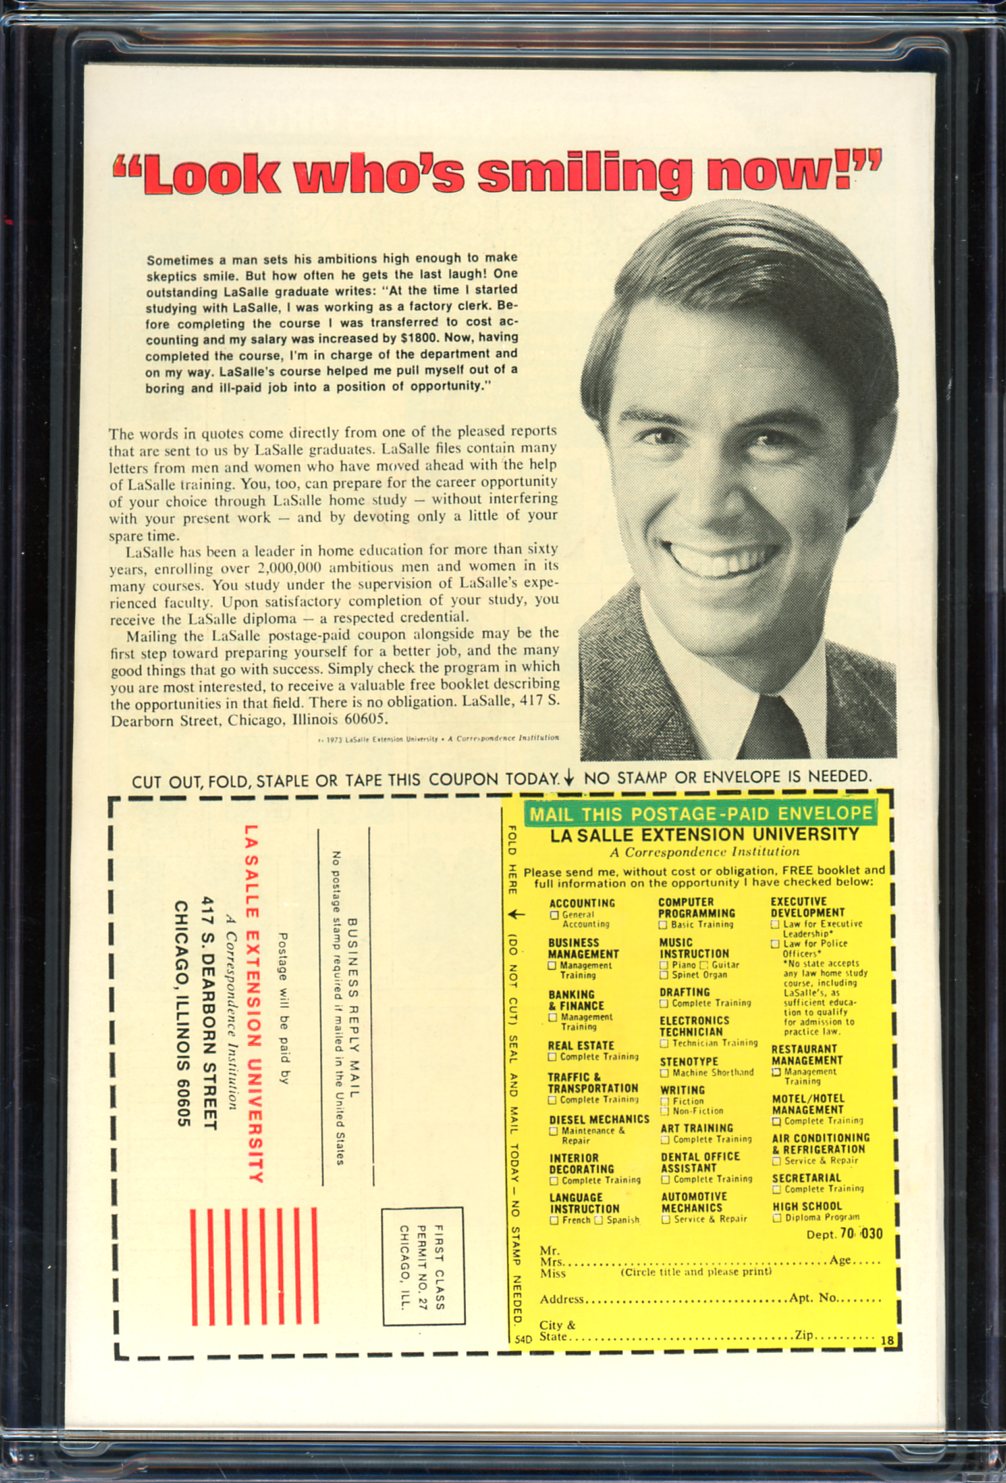 “Look who’s smiling now!”
Sometimes a man sets his ambitions high enough to make
skeptics smile. But how often he gets the last laugh! One
outstanding LaSalle graduate writes: “At the time I started
studying with LaSalle, I was working as a factory clerk. Be-
fore completing the course I was transferred to cost ac-
counting and my salary was increased by $1800. Now, having
completed the course, I’m in charge of the department and
on my way. LaSalle’s course helped me pull myself out of a
boring and ill-paid job into a position of opportunity.”
The words in quotes come directly from one of the pleased reports
that are sent to us by LaSalle graduates. LaSalle files contain many
letters from men and women who have moved ahead with the help
of LaSalle training. You, too, can prepare for the career opportunity
of your choice through LaSalle home study — without interfering
with your present work — and by devoting only a little of your
spare time.
LaSalle has been a leader in home education for more than sixty
years, enrolling over 2,000,000 ambitious men and women in its
many courses. You study under the supervision of LaSalle’s expe-
rienced faculty. Upon satisfactory completion of your study, you
receive the LaSalle diploma — a respected credential.
Mailing the LaSalle postage-paid coupon alongside may be the
first step toward preparing yourself for a better job, and the many
good things that go with success. Simply check the program in which
you are most interested, to receive a valuable free booklet describing
the opportunities in that field. There is no obligation. LaSalle, 417 S.
Dearborn Street, Chicago, Illinois 60605.
© 1973 LaSalle Extension University • A Correspondence Institution
CUT OUT, FOLD, STAPLE OR TAPE THIS COUPON TODAY. ↓ NO STAMP OR ENVELOPE IS NEEDED.
FIRST CLASS
PERMIT NO. 27
CHICAGO, ILL.
BUSINESS REPLY MAIL
No postage stamp required if mailed in the United States
Postage will be paid by
LA SALLE EXTENSION UNIVERSITY
A Correspondence Institution
417 S. DEARBORN STREET
CHICAGO, ILLINOIS 60605
FOLD HERE ← (DO NOT CUT) SEAL AND MAIL TODAY — NO STAMP NEEDED.
MAIL THIS POSTAGE-PAID ENVELOPE
LA SALLE EXTENSION UNIVERSITY
A Correspondence Institution
Please send me, without cost or obligation, FREE booklet and
full information on the opportunity I have checked below:
ACCOUNTING
☐ General
Accounting
BUSINESS
MANAGEMENT
☐ Management
Training
BANKING
& FINANCE
☐ Management
Training
REAL ESTATE
☐ Complete Training
TRAFFIC &
TRANSPORTATION
☐ Complete Training
DIESEL MECHANICS
☐ Maintenance &
Repair
INTERIOR
DECORATING
☐ Complete Training
LANGUAGE
INSTRUCTION
☐ French ☐ Spanish
COMPUTER
PROGRAMMING
☐ Basic Training
MUSIC
INSTRUCTION
☐ Piano ☐ Guitar
☐ Spinet Organ
DRAFTING
☐ Complete Training
ELECTRONICS
TECHNICIAN
☐ Technician Training
STENOTYPE
☐ Machine Shorthand
WRITING
☐ Fiction
☐ Non-Fiction
ART TRAINING
☐ Complete Training
DENTAL OFFICE
ASSISTANT
☐ Complete Training
AUTOMOTIVE
MECHANICS
☐ Service & Repair
EXECUTIVE
DEVELOPMENT
☐ Law for Executive
Leadership*
☐ Law for Police
Officers*
*No state accepts
any law home study
course, including
LaSalle’s, as
sufficient educa-
tion to qualify
for admission to
practice law.
RESTAURANT
MANAGEMENT
☐ Management
Training
MOTEL/HOTEL
MANAGEMENT
☐ Complete Training
AIR CONDITIONING
& REFRIGERATION
☐ Service & Repair
SECRETARIAL
☐ Complete Training
HIGH SCHOOL
☐ Diploma Program
Dept. 70-030
Mr.
Mrs. Age
Miss (Circle title and please print)
Address Apt. No.
City &
State Zip
54D
18